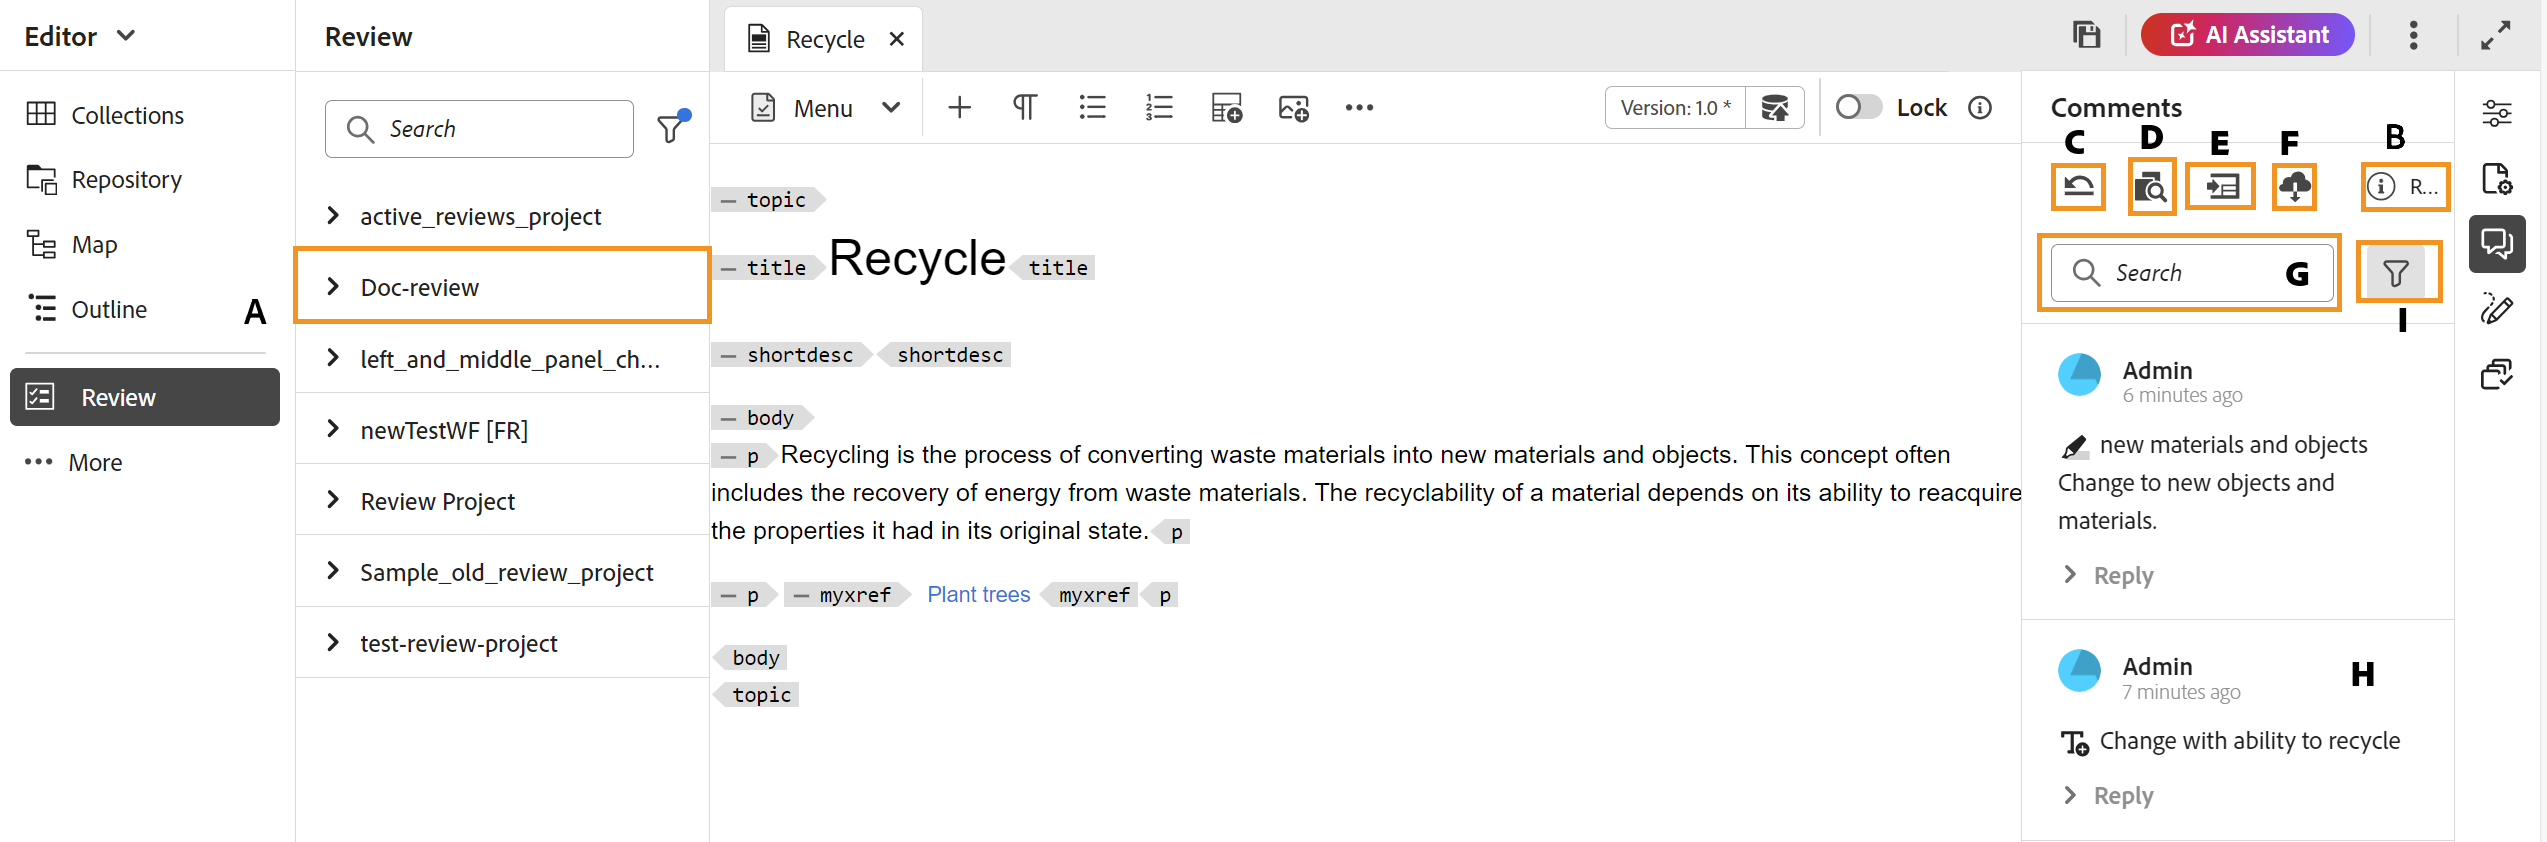 Editor
Collections
Repository
Map
Outline
A
Review
More
Review
Search
active_reviews_project
Doc-review
left_and_middle_panel_ch...
newTestWF [FR]
Review Project
Sample_old_review_project
test-review-project
Recycle
AI Assistant
Menu
Version: 1.0 *
Lock
topic
title Recycle title
shortdesc shortdesc
body
p Recycling is the process of converting waste materials into new materials and objects. This concept often
includes the recovery of energy from waste materials. The recyclability of a material depends on its ability to reacquire
the properties it had in its original state. p
p myxref Plant trees myxref p
body
topic
Comments
C D E F B
R...
Search G
I
Admin
6 minutes ago
new materials and objects
Change to new objects and
materials.
Reply
Admin
7 minutes ago
H
Change with ability to recycle
Reply